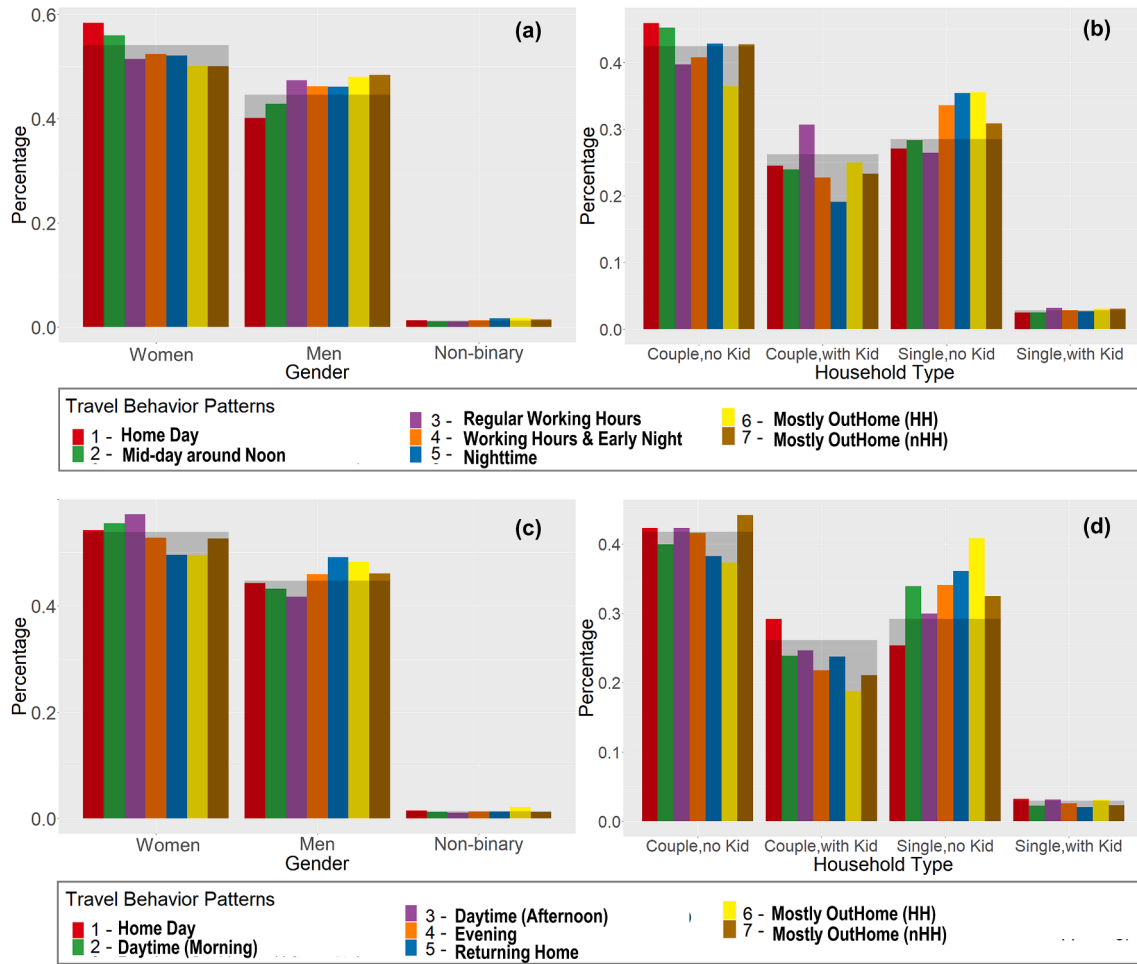 (a)
0.6
0.4
0.2
0.0
Percentage
Women Men Non-binary
Gender
(b)
0.4
0.3
0.2
0.1
0.0
Percentage
Couple,no Kid Couple,with Kid Single,no Kid Single,with Kid
Household Type
Travel Behavior Patterns
1 - Home Day
2 - Mid-day around Noon
3 - Regular Working Hours
4 - Working Hours & Early Night
5 - Nighttime
6 - Mostly OutHome (HH)
7 - Mostly OutHome (nHH)
(c)
0.4
0.2
0.0
Percentage
Women Men Non-binary
Gender
(d)
0.4
0.3
0.2
0.1
0.0
Percentage
Couple,no Kid Couple,with Kid Single,no Kid Single,with Kid
Household Type
Travel Behavior Patterns
1 - Home Day
2 - Daytime (Morning)
3 - Daytime (Afternoon)
4 - Evening
5 - Returning Home
6 - Mostly OutHome (HH)
7 - Mostly OutHome (nHH)